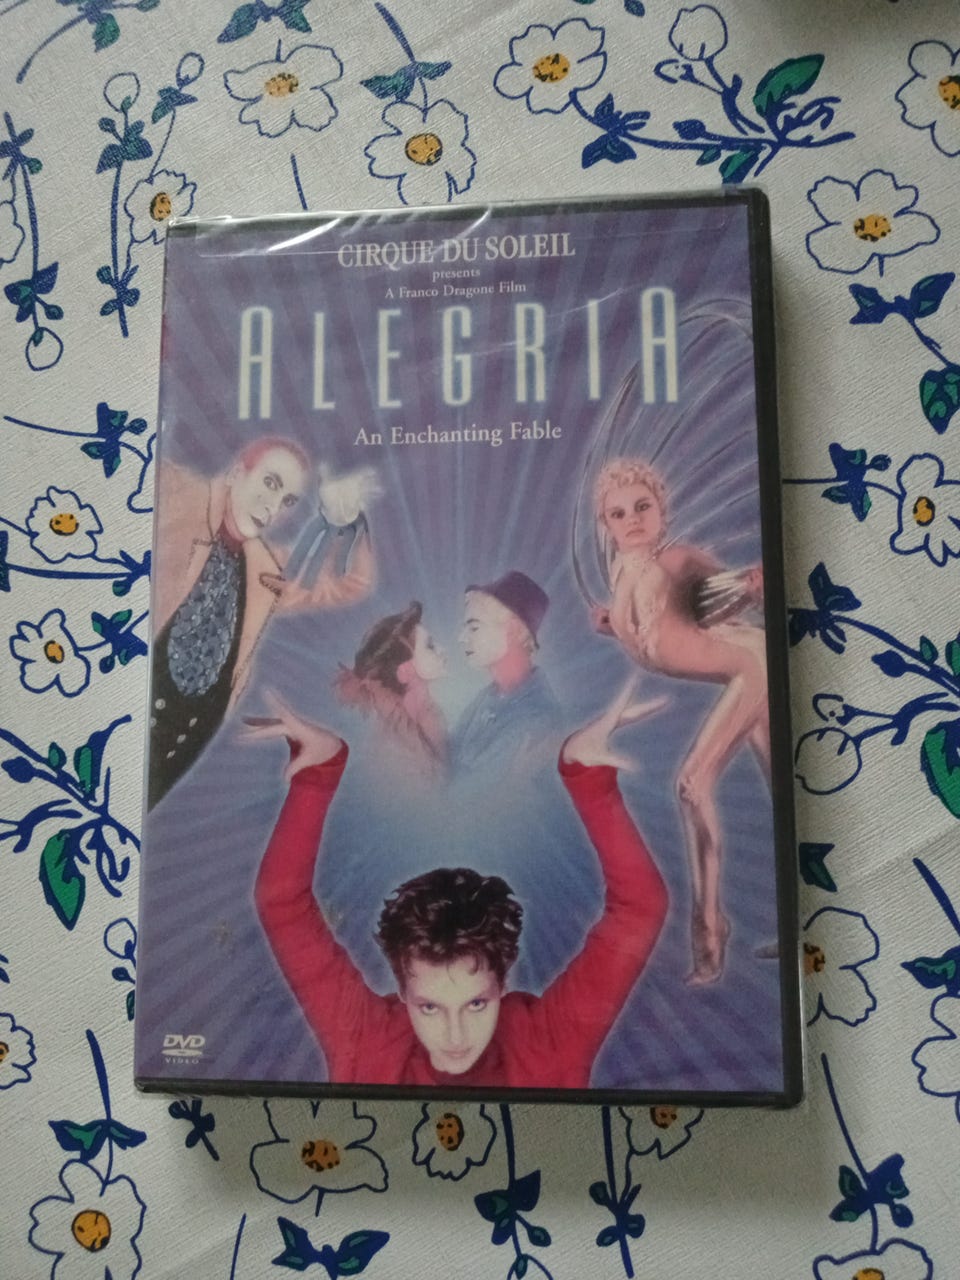 CIRQUE DU SOLEIL
presents
A Franco Dragone Film
ALEGRIA
An Enchanting Fable
DVD
VIDEO